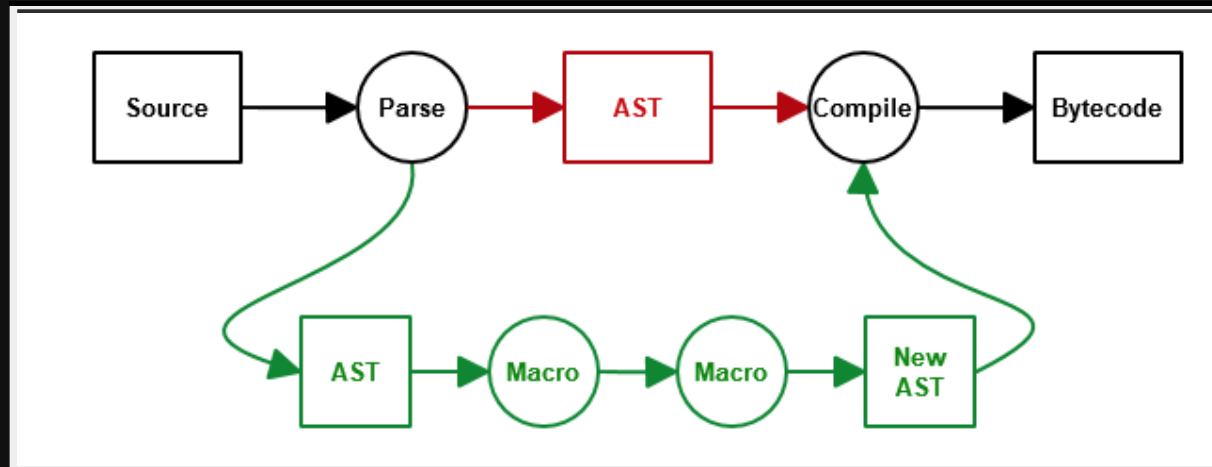 Source
Parse
AST
Compile
Bytecode
AST
Macro
Macro
New
AST